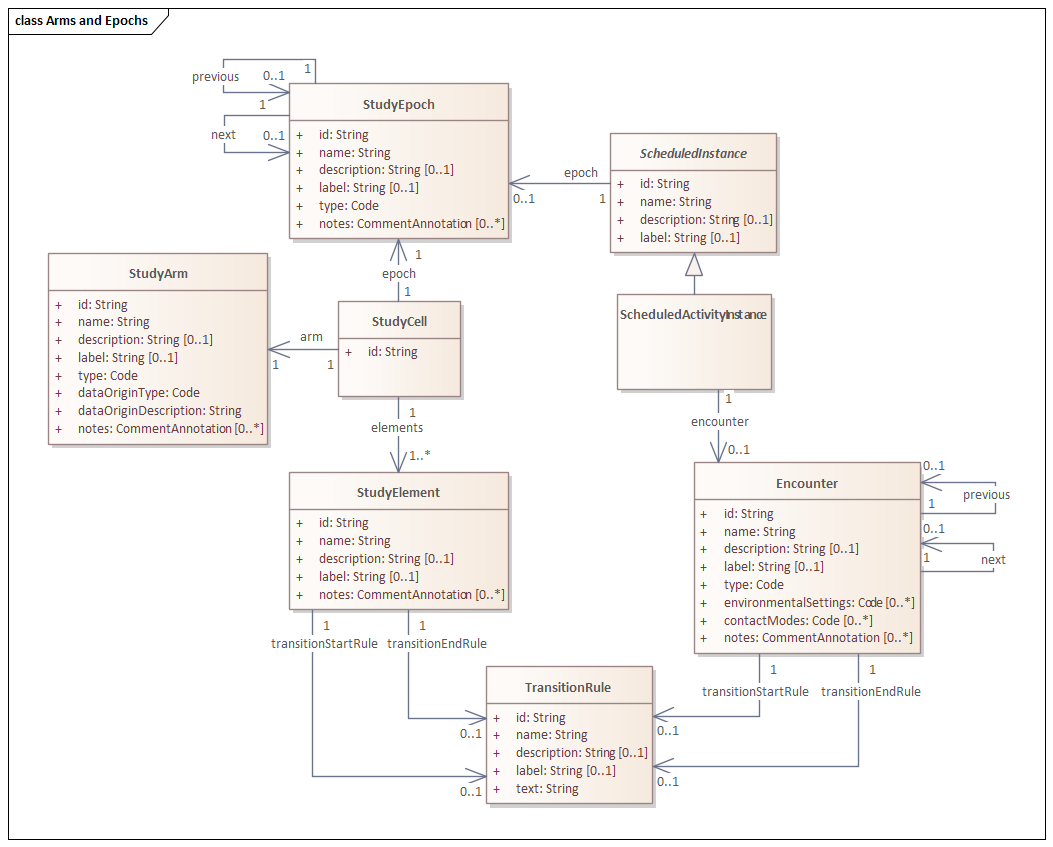 class Arms and Epochs
previous
1
0..1
1
next
0..1
StudyEpoch
+ id: String
+ name: String
+ description: String [0..1]
+ label: String [0..1]
+ type: Code
+ notes: CommentAnnotation [0..*]
epoch
0..1
1
ScheduledInstance
+ id: String
+ name: String
+ description: String [0..1]
+ label: String [0..1]
1
epoch
1
StudyArm
+ id: String
+ name: String
+ description: String [0..1]
+ label: String [0..1]
+ type: Code
+ dataOriginType: Code
+ dataOriginDescription: String
+ notes: CommentAnnotation [0..*]
arm
1
1
StudyCell
+ id: String
ScheduledActivityInstance
1
elements
1..*
1
encounter
0..1
StudyElement
+ id: String
+ name: String
+ description: String [0..1]
+ label: String [0..1]
+ notes: CommentAnnotation [0..*]
Encounter
+ id: String
+ name: String
+ description: String [0..1]
+ label: String [0..1]
+ type: Code
+ environmentalSettings: Code [0..*]
+ contactModes: Code [0..*]
+ notes: CommentAnnotation [0..*]
0..1
previous
1
0..1
next
1
1
transitionStartRule
1
transitionEndRule
0..1
0..1
TransitionRule
+ id: String
+ name: String
+ description: String [0..1]
+ label: String [0..1]
+ text: String
1
transitionStartRule
1
transitionEndRule
0..1
0..1